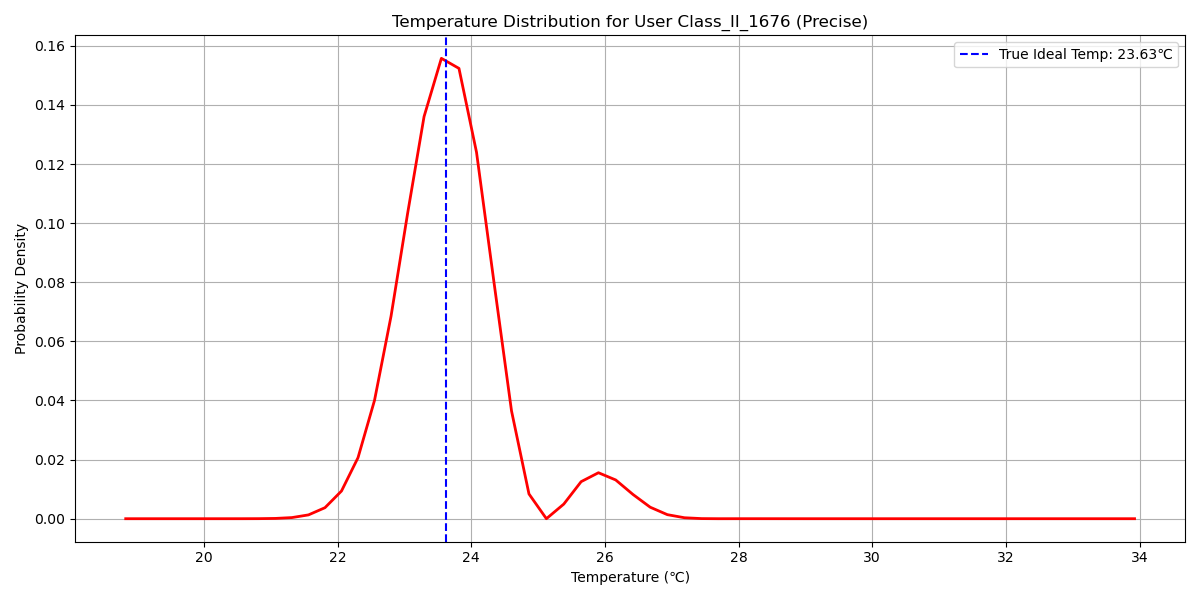 Temperature Distribution for User Class_II_1676 (Precise)
True Ideal Temp: 23.63℃
Probability Density
0.16
0.14
0.12
0.10
0.08
0.06
0.04
0.02
0.00
20 22 24 26 28 30 32 34
Temperature (℃)